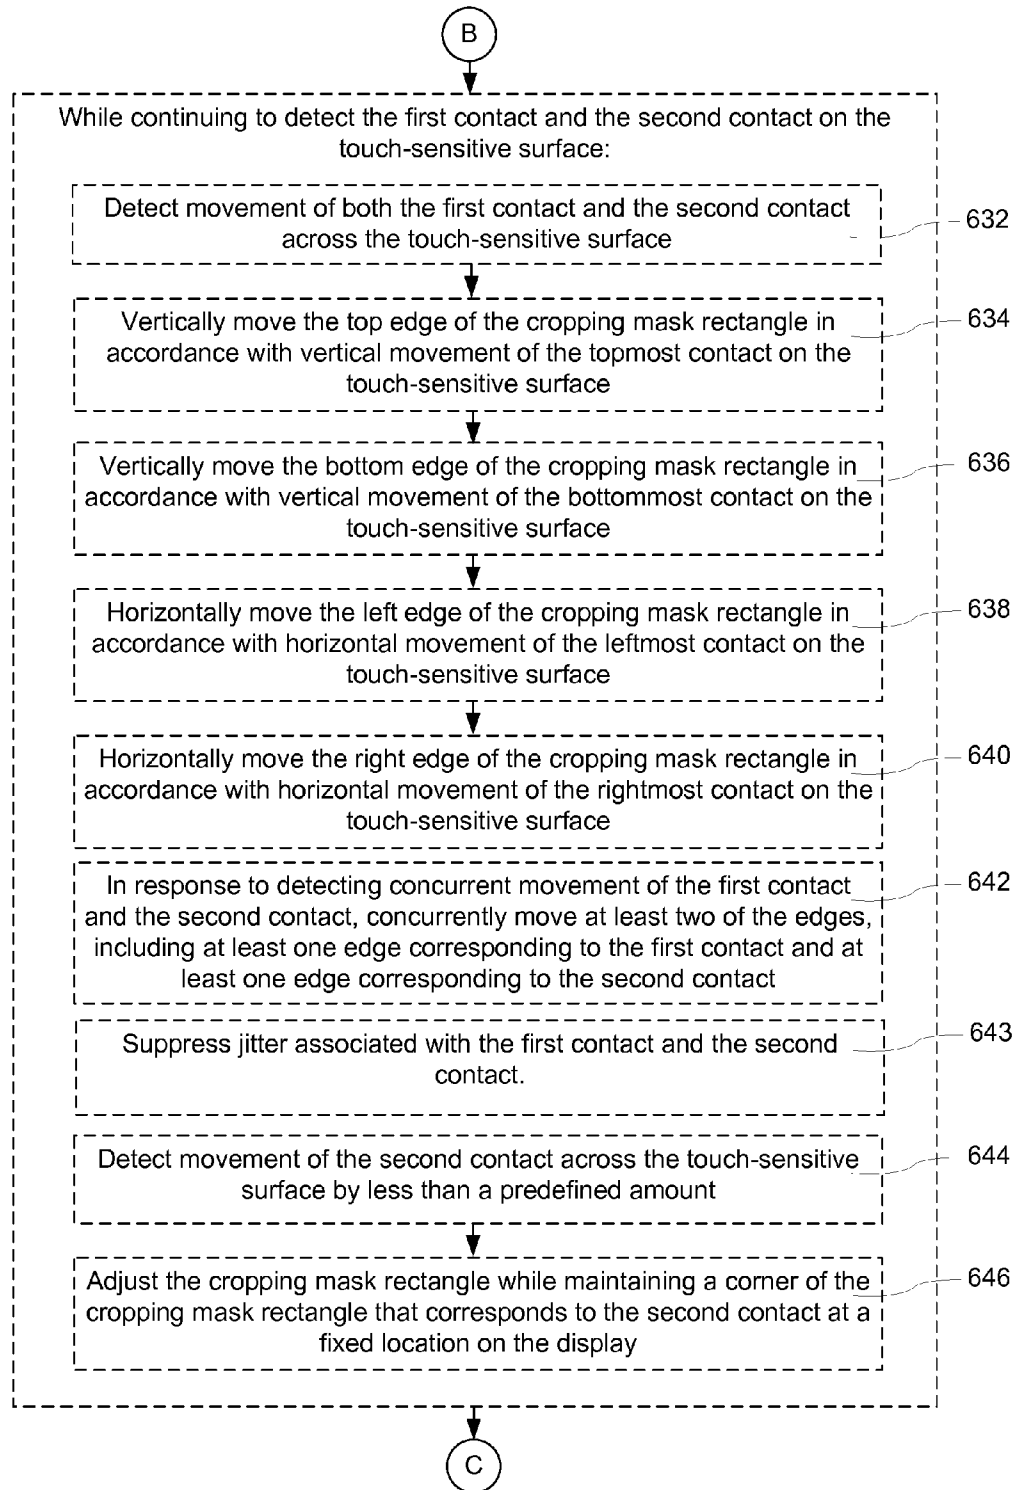 B
While continuing to detect the first contact and the second contact on the
touch-sensitive surface:
Detect movement of both the first contact and the second contact
across the touch-sensitive surface
632
Vertically move the top edge of the cropping mask rectangle in
accordance with vertical movement of the topmost contact on the
touch-sensitive surface
634
Vertically move the bottom edge of the cropping mask rectangle in
accordance with vertical movement of the bottommost contact on the
touch-sensitive surface
636
Horizontally move the left edge of the cropping mask rectangle in
accordance with horizontal movement of the leftmost contact on the
touch-sensitive surface
638
Horizontally move the right edge of the cropping mask rectangle in
accordance with horizontal movement of the rightmost contact on the
touch-sensitive surface
640
In response to detecting concurrent movement of the first contact
and the second contact, concurrently move at least two of the edges,
including at least one edge corresponding to the first contact and at
least one edge corresponding to the second contact
642
Suppress jitter associated with the first contact and the second
contact.
643
Detect movement of the second contact across the touch-sensitive
surface by less than a predefined amount
644
Adjust the cropping mask rectangle while maintaining a corner of the
cropping mask rectangle that corresponds to the second contact at a
fixed location on the display
646
C